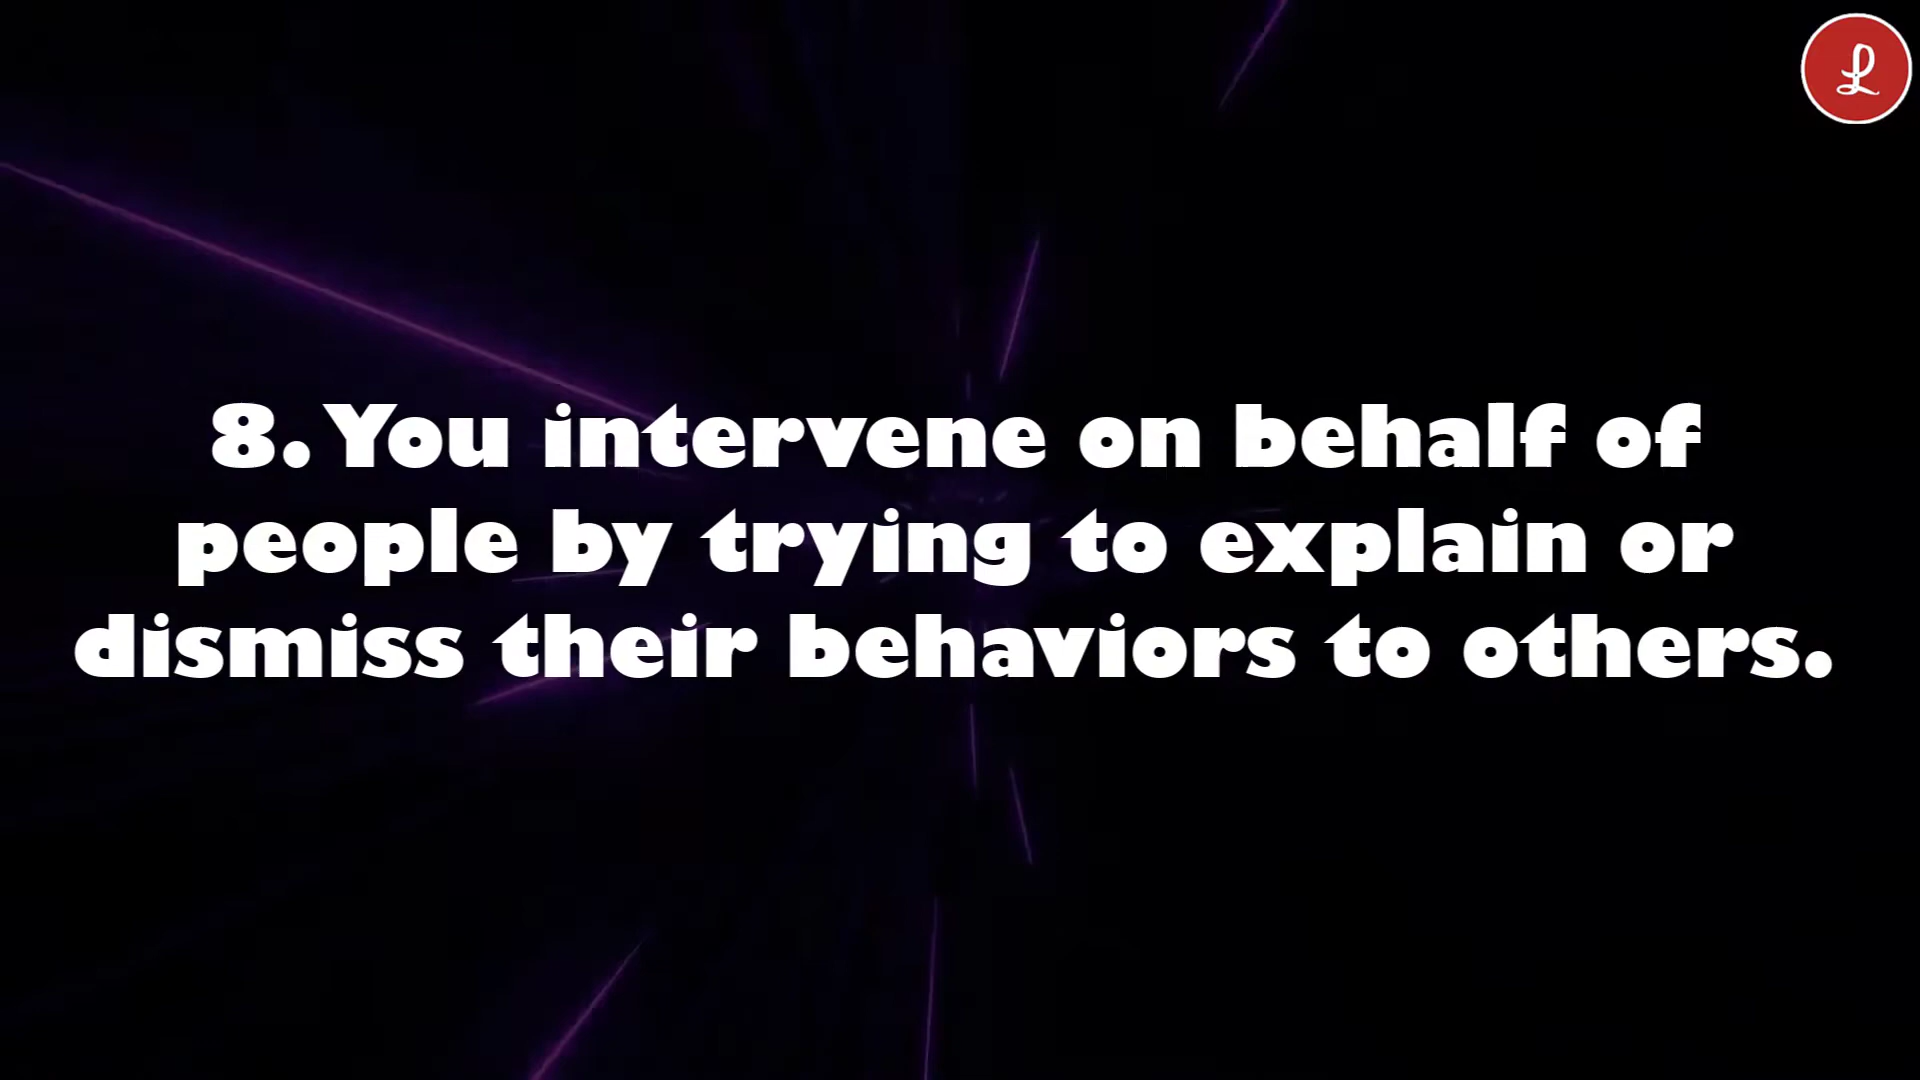 L
8. You intervene on behalf of
people by trying to explain or
dismiss their behaviors to others.